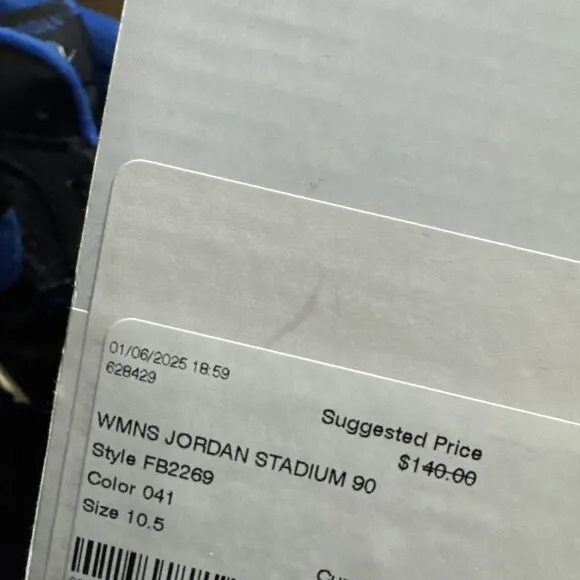 01/06/2025 18:59
628429
Suggested Price
$140.00
WMNS JORDAN STADIUM 90
Style FB2269
Color 041
Size 10.5